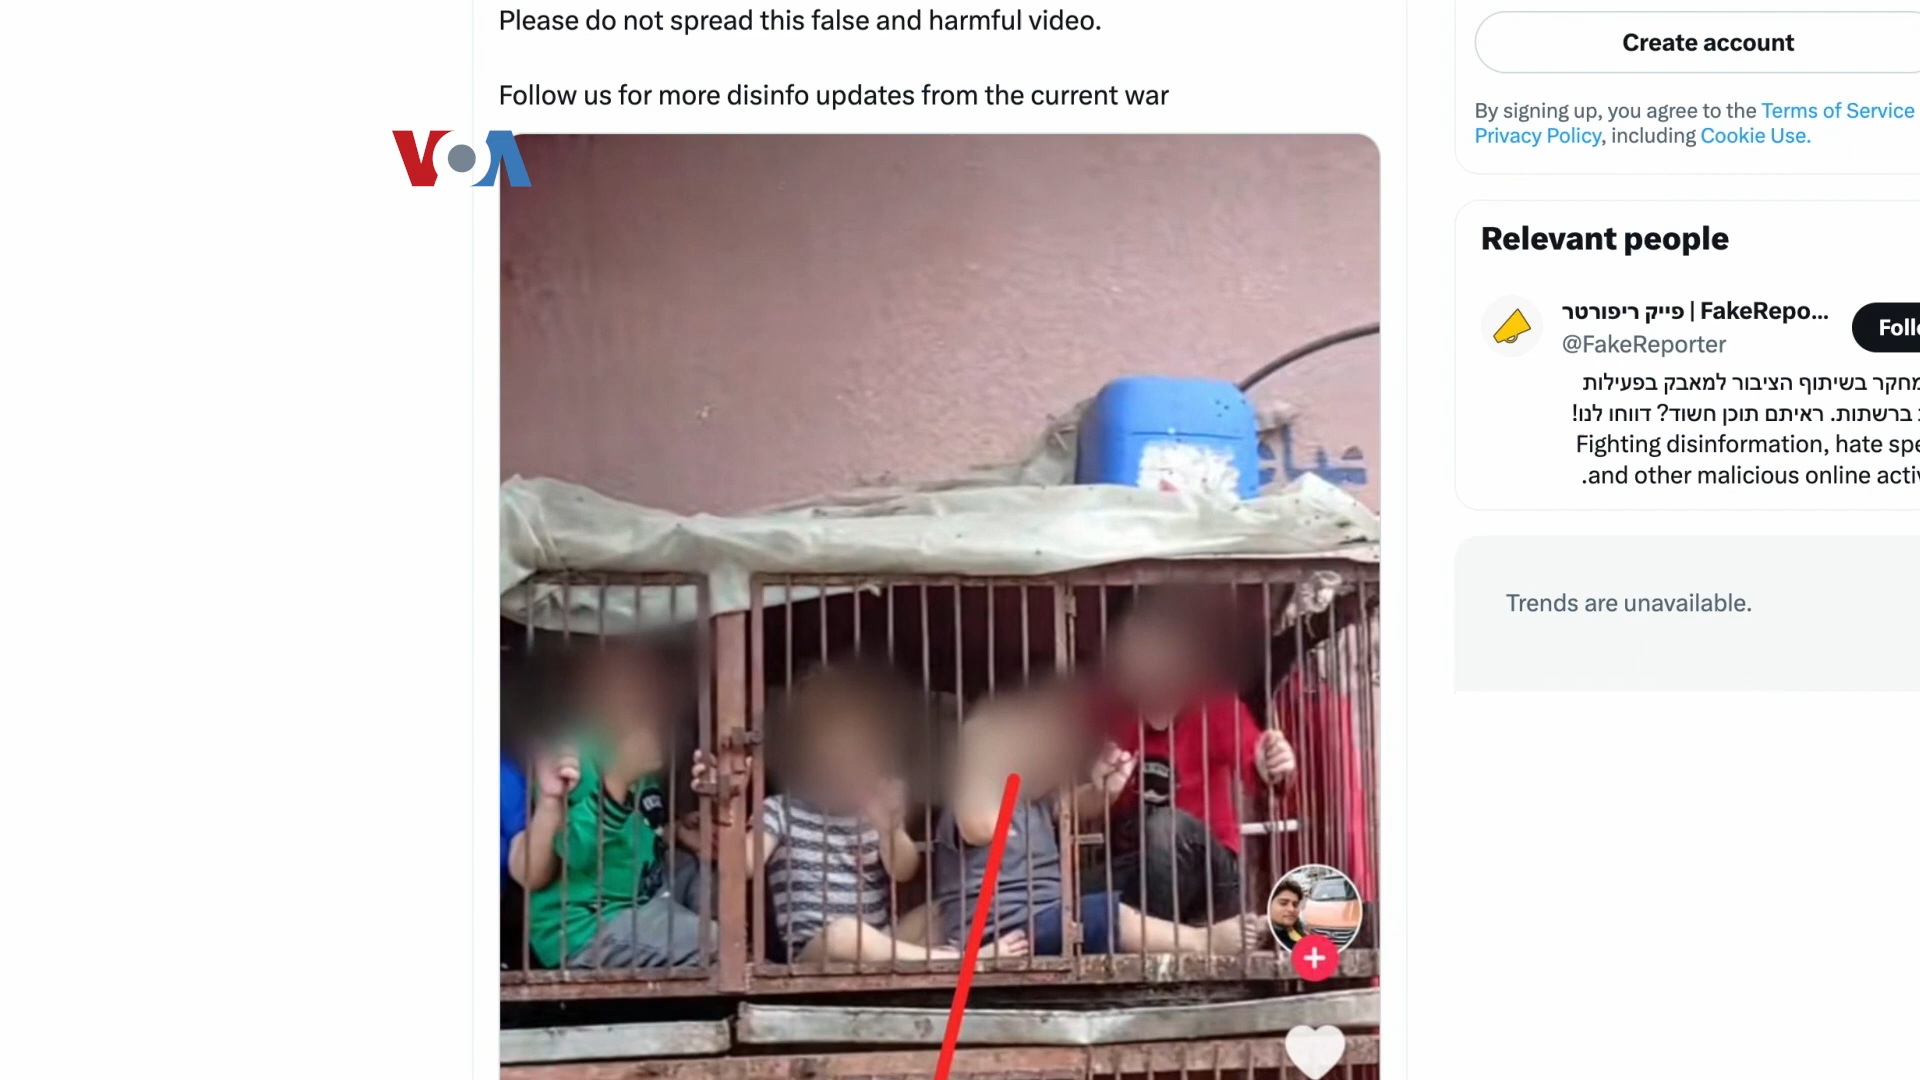 Please do not spread this false and harmful video.
Follow us for more disinfo updates from the current war
VOA
Create account
By signing up, you agree to the Terms of Service
Privacy Policy, including Cookie Use.
Relevant people
פייק ריפורטר | FakeRepo...
@FakeReporter
מחקר בשיתוף הציבור למאבק בפעילות
ברשתות. ראיתם תוכן חשוד? דווחו לנו!
Fighting disinformation, hate
.and other malicious online
Trends are unavailable.